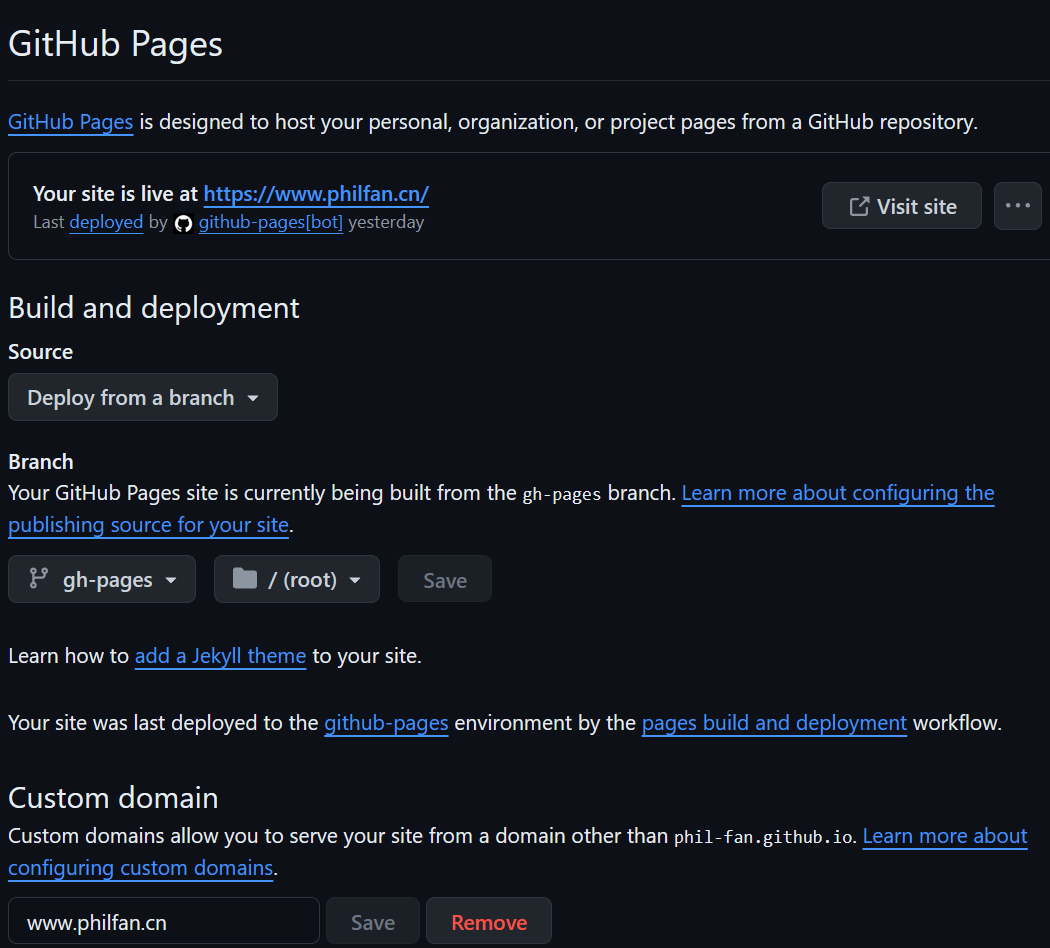 GitHub Pages
GitHub Pages is designed to host your personal, organization, or project pages from a GitHub repository.
Your site is live at https://www.philfan.cn/
Visit site
Last deployed by github-pages[bot] yesterday
Build and deployment
Source
Deploy from a branch
Branch
Your GitHub Pages site is currently being built from the gh-pages branch. Learn more about configuring the
publishing source for your site.
gh-pages / (root) Save
Learn how to add a Jekyll theme to your site.
Your site was last deployed to the github-pages environment by the pages build and deployment workflow.
Custom domain
Custom domains allow you to serve your site from a domain other than phil-fan.github.io. Learn more about
configuring custom domains.
www.philfan.cn Save Remove